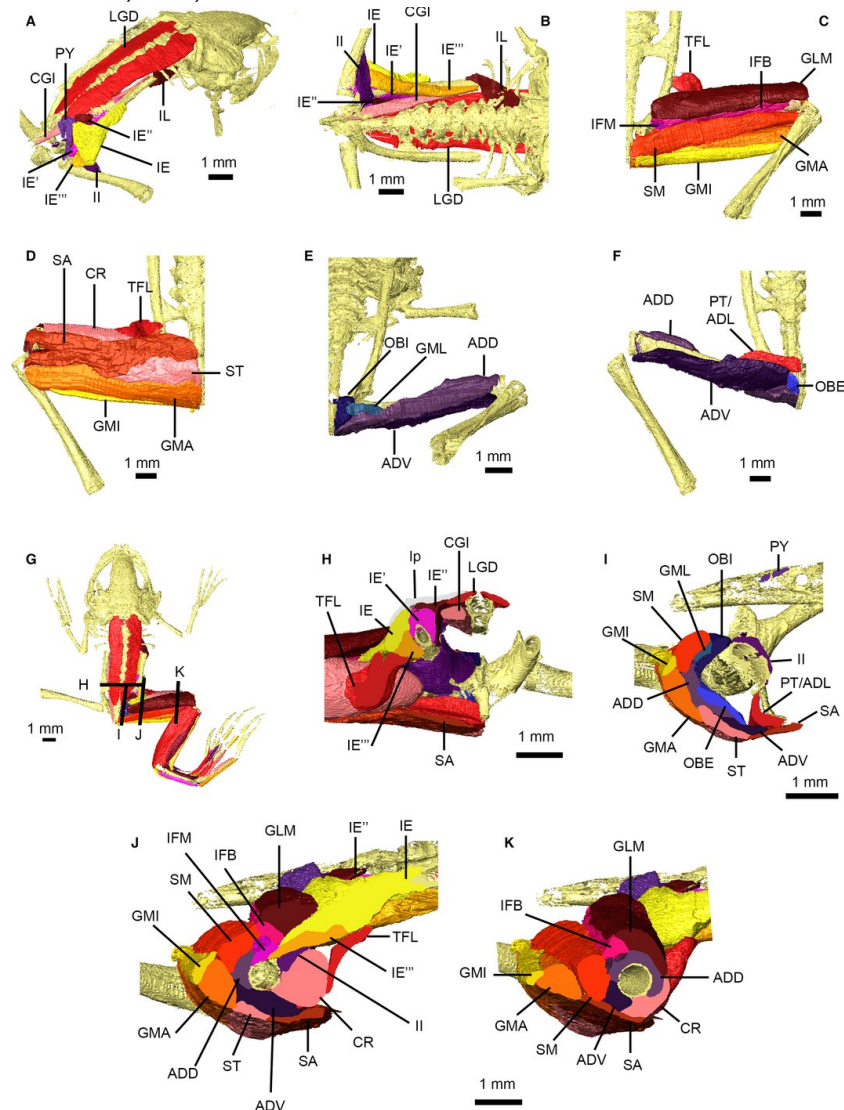 A
LGD
PY
CGI
IL
IE''
IE
IE'
IE'''
II
1 mm
B
II
IE
IE'
CGI
IE'''
IL
IE''
1 mm
LGD
C
TFL
IFB
GLM
IFM
SM
GMI
GMA
1 mm
D
SA
CR
TFL
ST
GMI
GMA
1 mm
E
OBI
GML
ADD
ADV
1 mm
F
ADD
PT/
ADL
OBE
ADV
1 mm
G
H
K
I
J
1 mm
H
Ip
CGI
IE'
IE''
LGD
IE
TFL
IE'''
SA
1 mm
I
PY
OBI
GML
SM
GMI
II
PT/ADL
ADD
SA
GMA
OBE
ST
ADV
1 mm
J
GLM
IE''
IE
IFM
IFB
SM
GMI
TFL
IE'''
GMA
II
ADD
ST
ADV
SA
CR
K
GLM
IFB
GMI
ADD
GMA
CR
SM
ADV
SA
1 mm